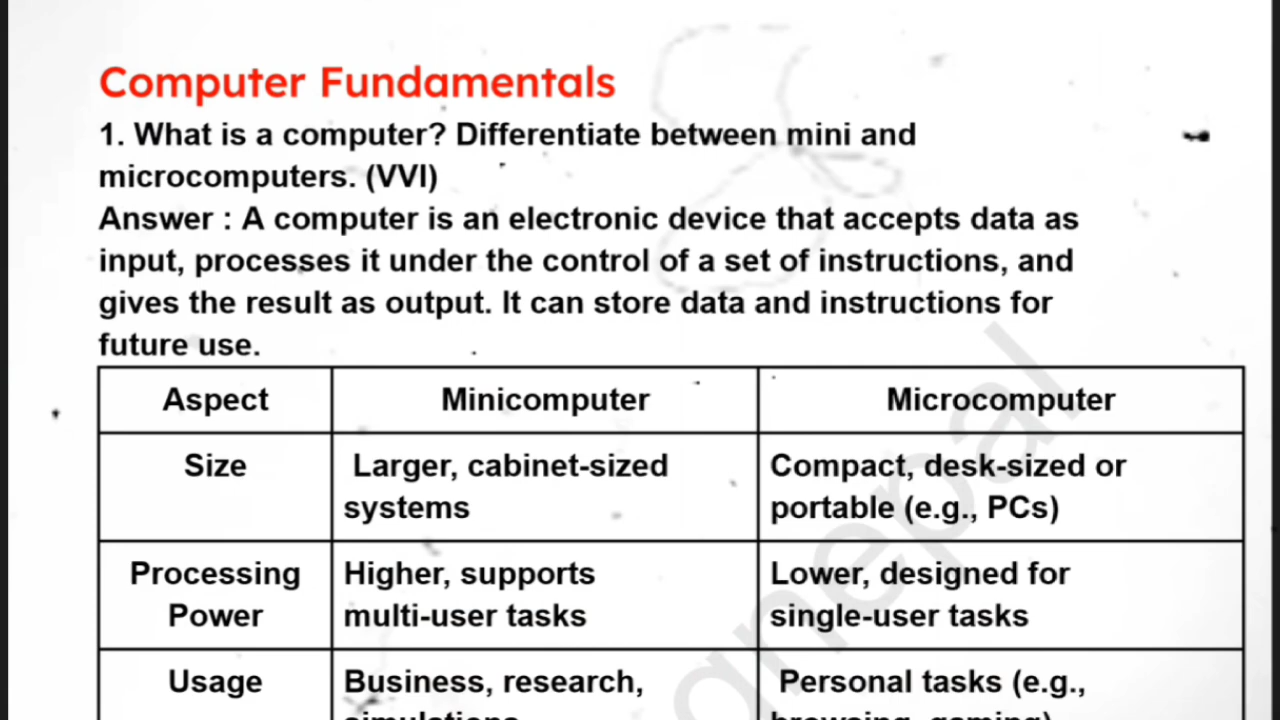 Computer Fundamentals
1. What is a computer? Differentiate between mini and
microcomputers. (VVI)
Answer : A computer is an electronic device that accepts data as
input, processes it under the control of a set of instructions, and
gives the result as output. It can store data and instructions for
future use.
Aspect Minicomputer Microcomputer
Size Larger, cabinet-sized Compact, desk-sized or
systems portable (e.g., PCs)
Processing Higher, supports Lower, designed for
Power multi-user tasks single-user tasks
Usage Business, research, Personal tasks (e.g.,
simulations browsing, gaming)
gnepal